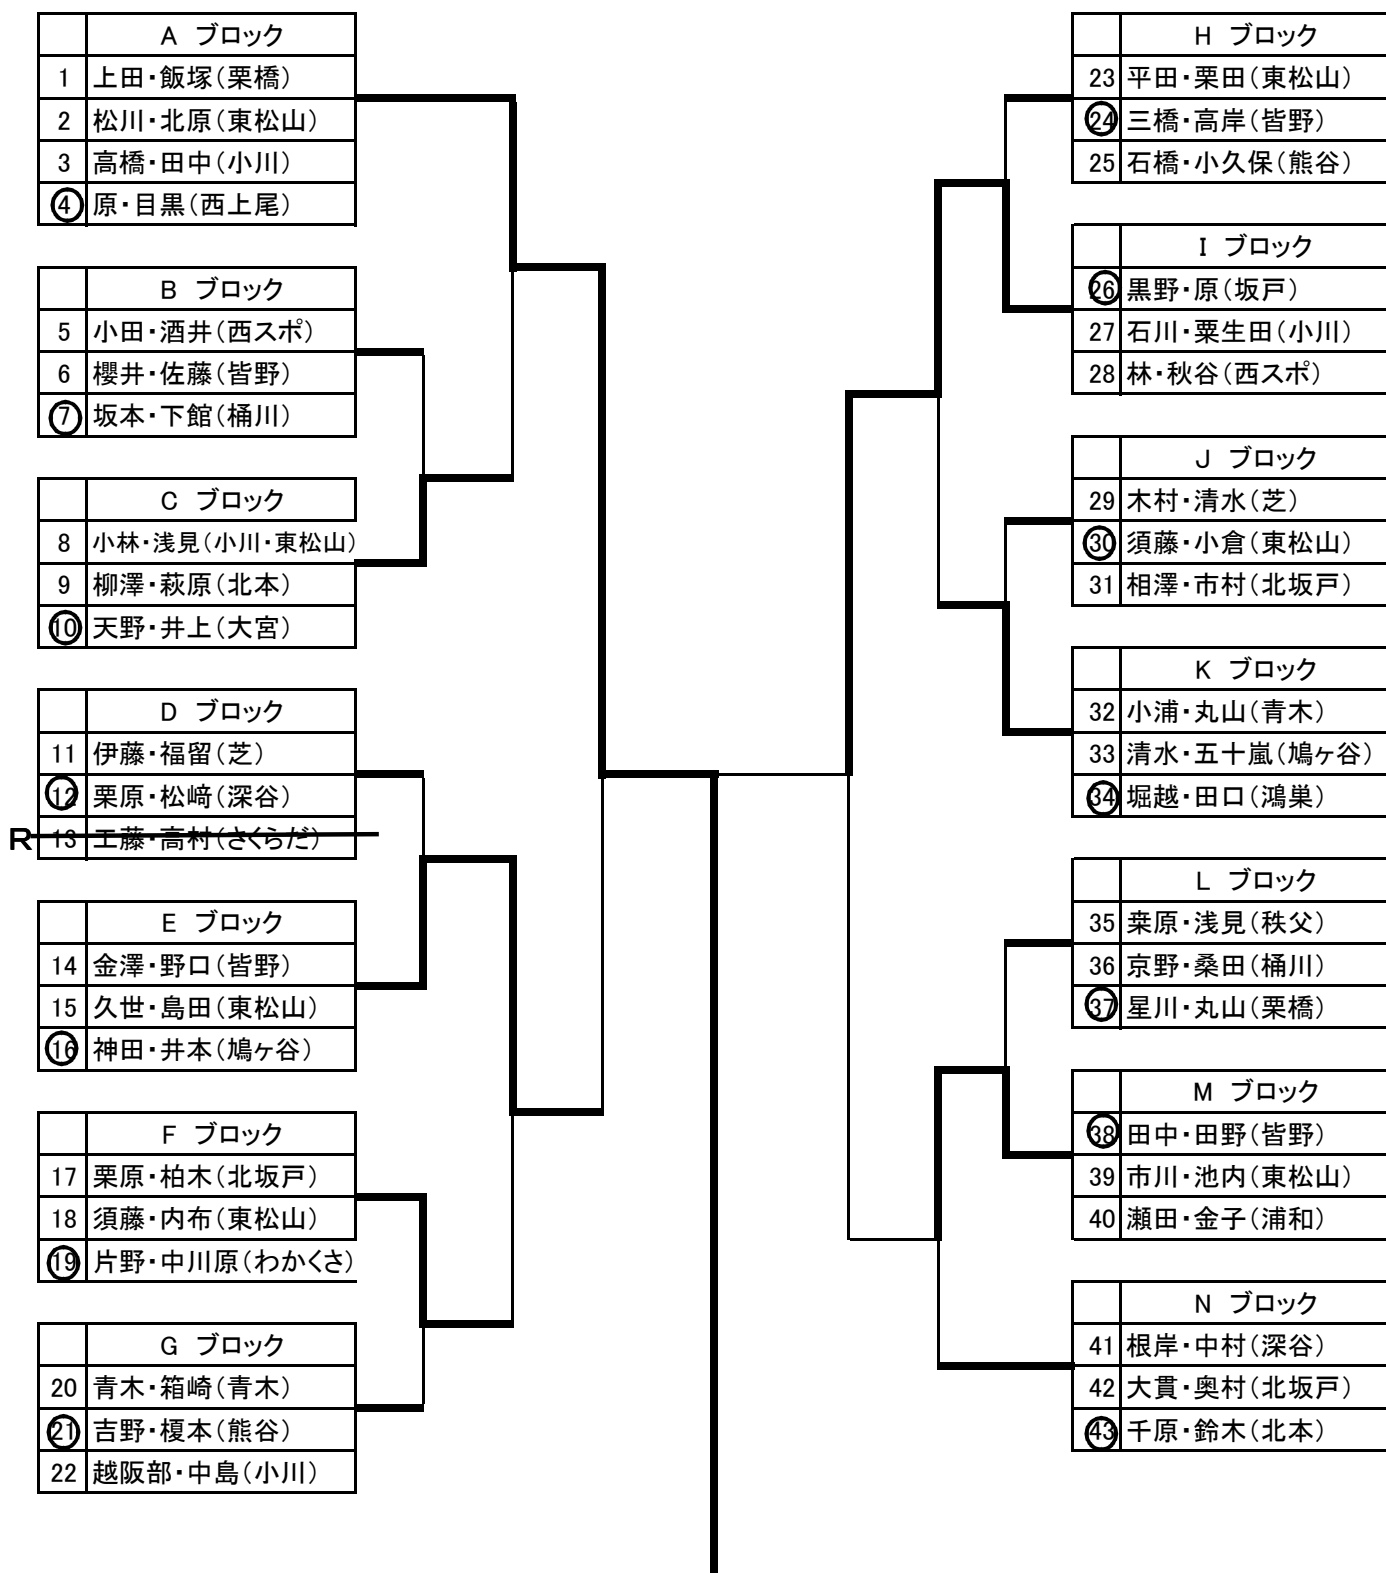 A ブロック
1 上田・飯塚(栗橋)
2 松川・北原(東松山)
3 高橋・田中(小川)
④ 原・目黒(西上尾)
B ブロック
5 小田・酒井(西スポ)
6 櫻井・佐藤(皆野)
⑦ 坂本・下館(桶川)
C ブロック
8 小林・浅見(小川・東松山)
9 柳澤・萩原(北本)
⑩ 天野・井上(大宮)
D ブロック
11 伊藤・福留(芝)
⑫ 栗原・松﨑(深谷)
R 13 工藤・高村(さくらだ)
E ブロック
14 金澤・野口(皆野)
15 久世・島田(東松山)
⑯ 神田・井本(鳩ヶ谷)
F ブロック
17 栗原・柏木(北坂戸)
18 須藤・内布(東松山)
⑲ 片野・中川原(わかくさ)
G ブロック
20 青木・箱崎(青木)
㉑ 吉野・榎本(熊谷)
22 越阪部・中島(小川)
H ブロック
23 平田・栗田(東松山)
㉔ 三橋・高岸(皆野)
25 石橋・小久保(熊谷)
I ブロック
㉖ 黒野・原(坂戸)
27 石川・粟生田(小川)
28 林・秋谷(西スポ)
J ブロック
29 木村・清水(芝)
㉚ 須藤・小倉(東松山)
31 相澤・市村(北坂戸)
K ブロック
32 小浦・丸山(青木)
33 清水・五十嵐(鳩ヶ谷)
㉞ 堀越・田口(鴻巣)
L ブロック
35 桒原・浅見(秩父)
36 京野・桑田(桶川)
㊲ 星川・丸山(栗橋)
M ブロック
㊳ 田中・田野(皆野)
39 市川・池内(東松山)
40 瀬田・金子(浦和)
N ブロック
41 根岸・中村(深谷)
42 大貫・奥村(北坂戸)
㊸ 千原・鈴木(北本)